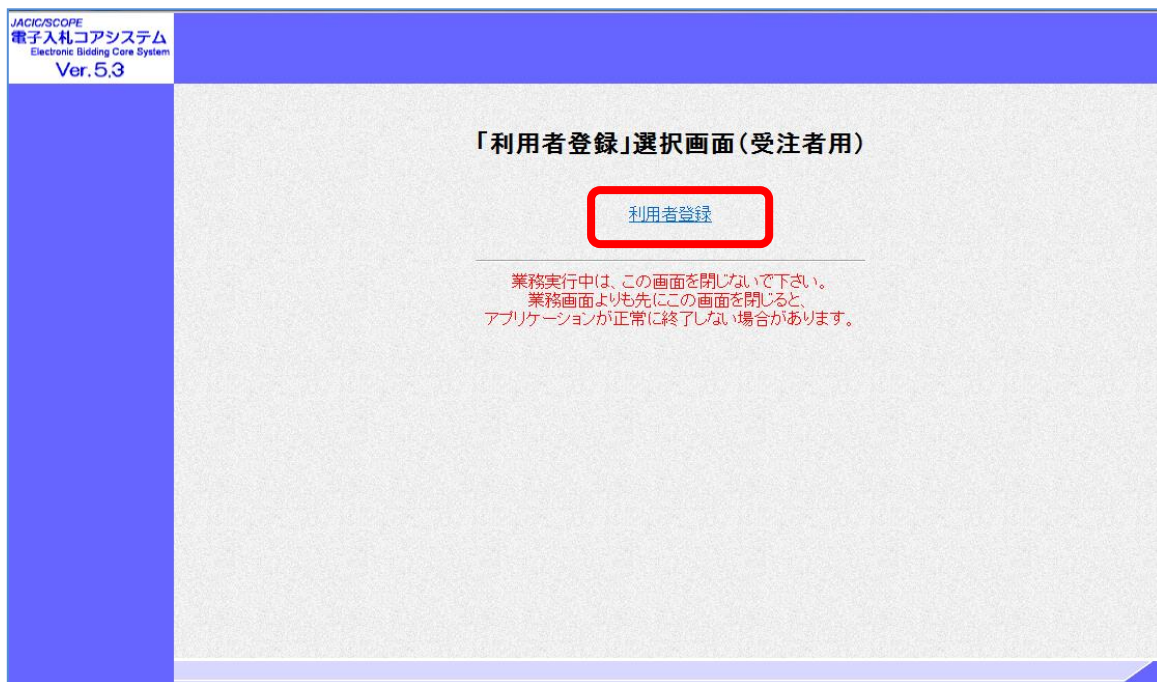 JACIC/SCOPE
電子入札コアシステム
Electronic Bidding Core System
Ver.5.3
「利用者登録」選択画面(受注者用)
利用者登録
業務実行中は、この画面を閉じないで下さい。
業務画面よりも先にこの画面を閉じると、
アプリケーションが正常に終了しない場合があります。